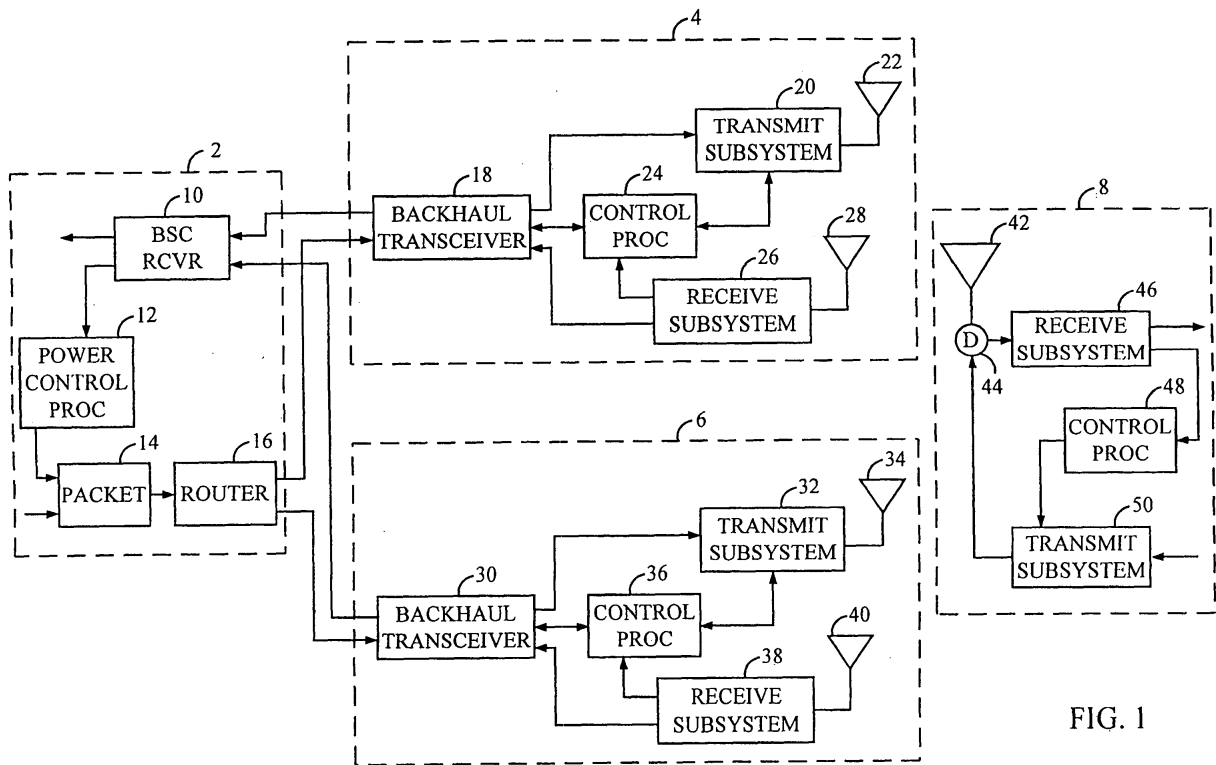 2
10
BSC
RCVR
12
POWER
CONTROL
PROC
14
PACKET
16
ROUTER
4
18
BACKHAUL
TRANSCEIVER
20
TRANSMIT
SUBSYSTEM
22
24
CONTROL
PROC
26
RECEIVE
SUBSYSTEM
28
6
30
BACKHAUL
TRANSCEIVER
32
TRANSMIT
SUBSYSTEM
34
36
CONTROL
PROC
38
RECEIVE
SUBSYSTEM
40
8
42
D
44
46
RECEIVE
SUBSYSTEM
48
CONTROL
PROC
50
TRANSMIT
SUBSYSTEM
FIG. 1